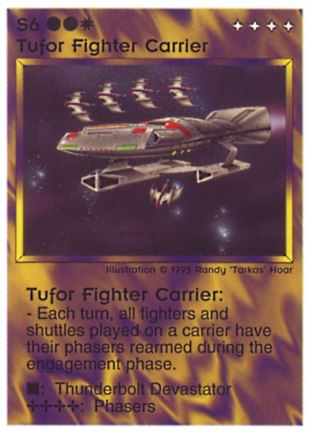 S6
Tufor Fighter Carrier
Illustration © 1995 Randy 'Tarkas' Hoar
Tufor Fighter Carrier:
- Each turn, all fighters and
shuttles played on a carrier have
their phasers rearmed during the
engagement phase.
■: Thunderbolt Devastator
✢✢✢✢: Phasers